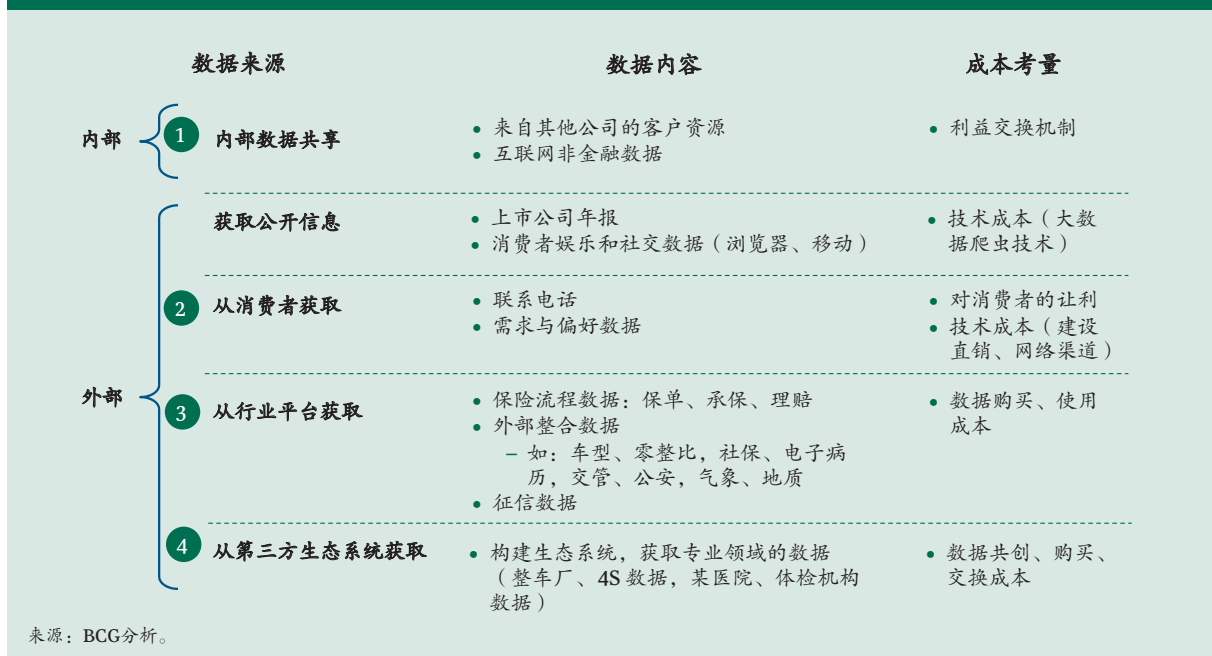 数据来源
数据内容
成本考量
内部
1
内部数据共享
• 来自其他公司的客户资源
• 互联网非金融数据
• 利益交换机制
外部
获取公开信息
• 上市公司年报
• 消费者娱乐和社交数据（浏览器、移动）
• 技术成本（大数
据爬虫技术）
2
从消费者获取
• 联系电话
• 需求与偏好数据
• 对消费者的让利
• 技术成本（建设
直销、网络渠道）
3
从行业平台获取
• 保险流程数据：保单、承保、理赔
• 外部整合数据
– 如：车型、零整比，社保、电子病
历，交管、公安，气象、地质
• 征信数据
• 数据购买、使用
成本
4
从第三方生态系统获取
• 构建生态系统，获取专业领域的数据
（整车厂、4S 数据，某医院、体检机构
数据）
• 数据共创、购买、
交换成本
来源：BCG分析。